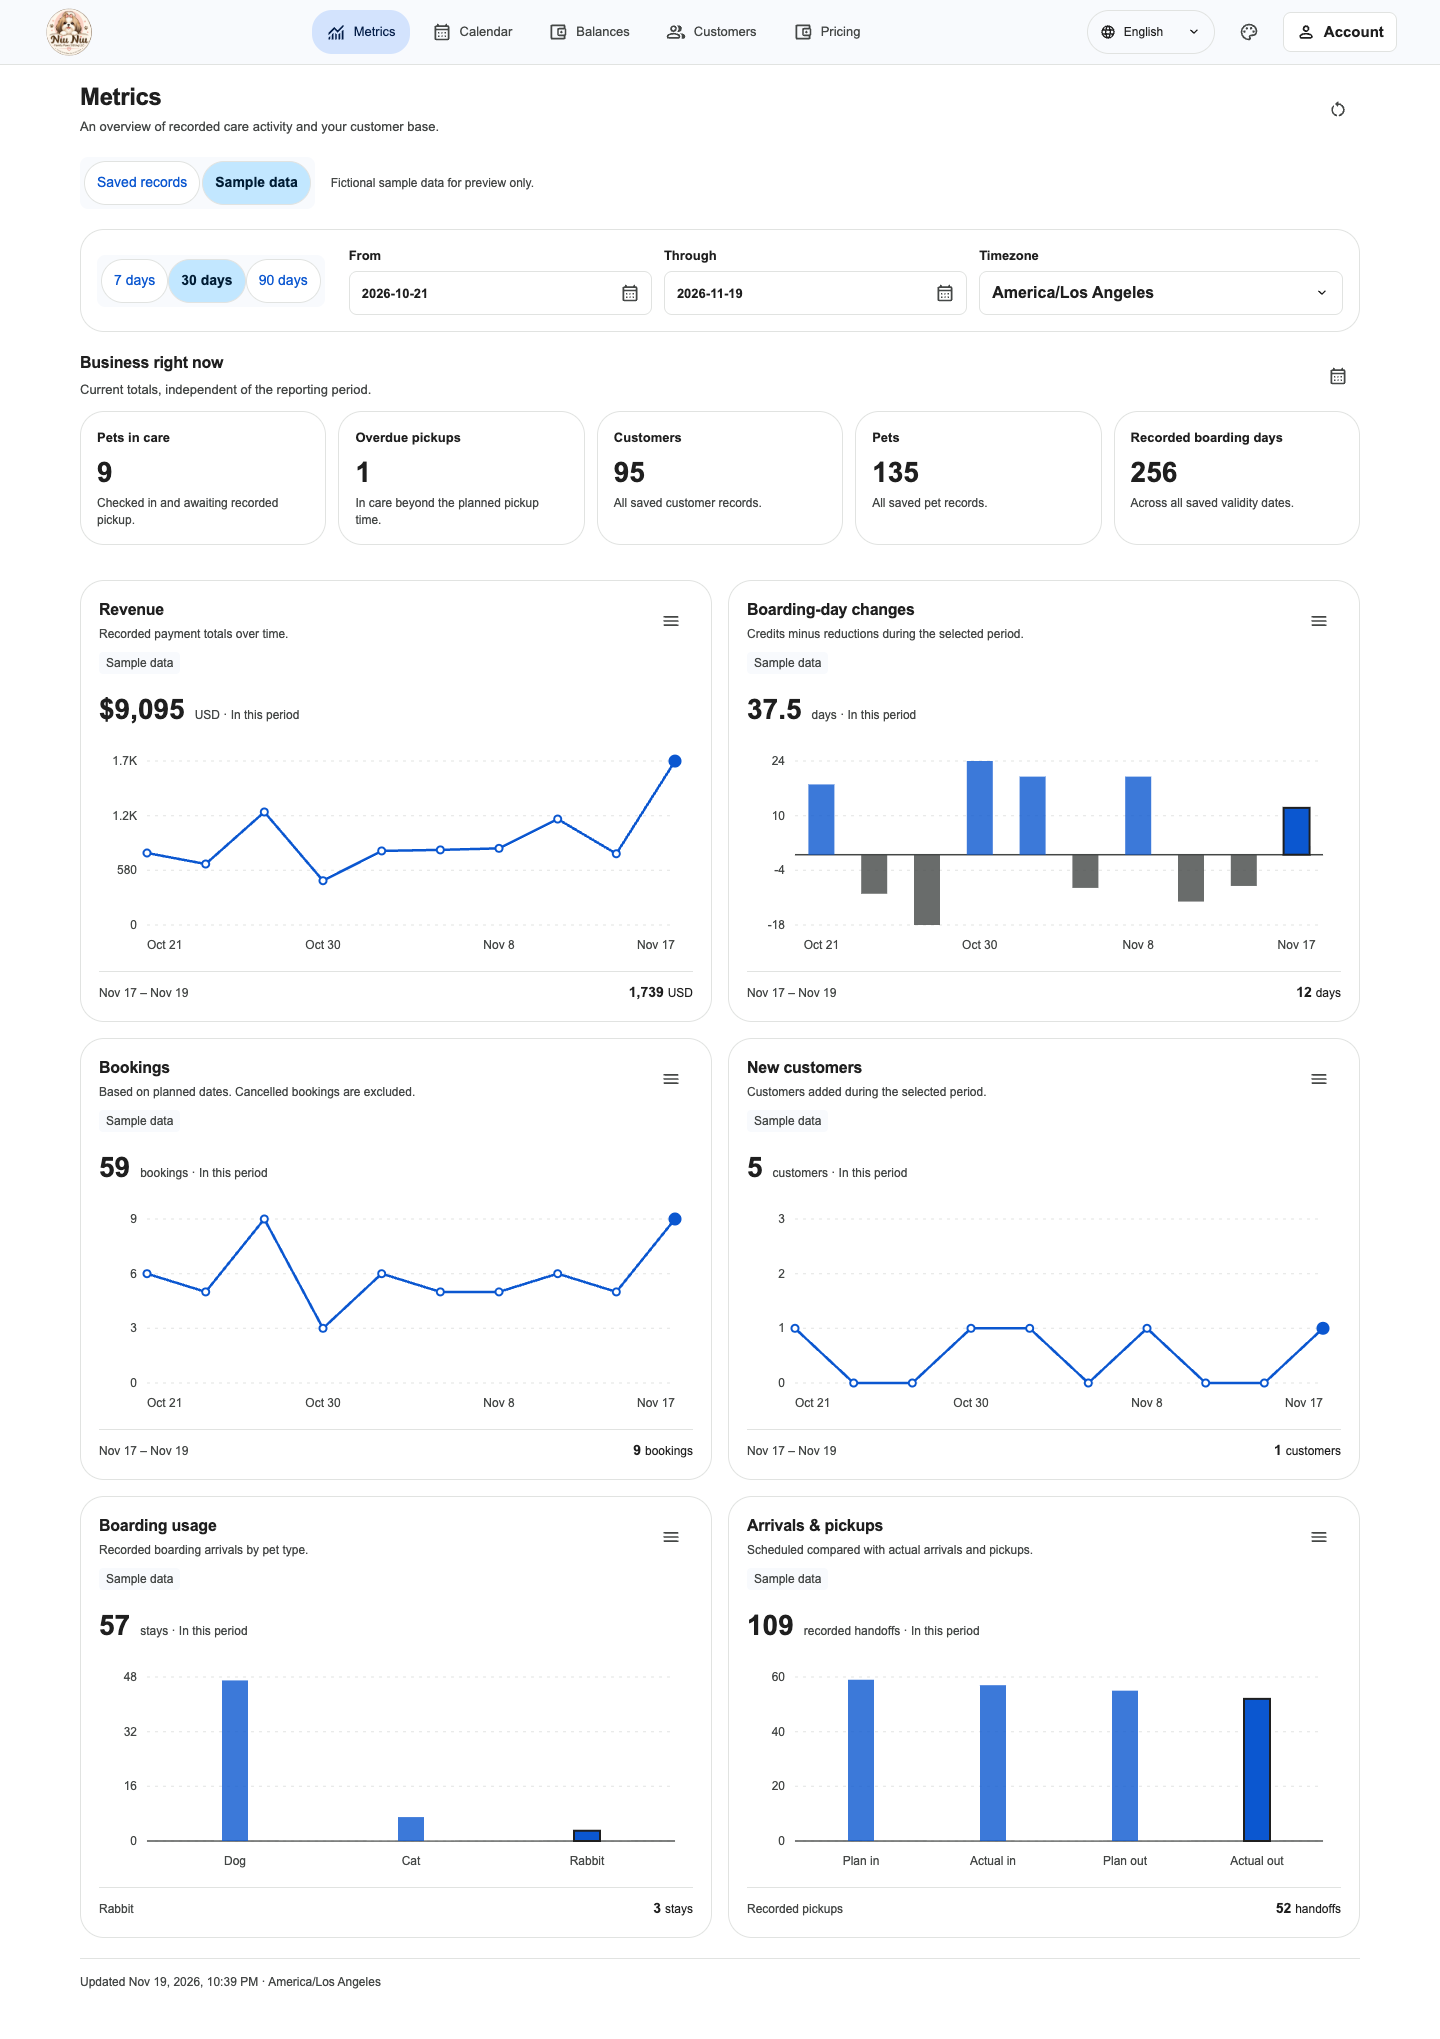 Niu Niu
Metrics
Calendar
Balances
Customers
Pricing
English
Account
Metrics
An overview of recorded care activity and your customer base.
Saved records
Sample data
Fictional sample data for preview only.
7 days
30 days
90 days
From
2026-10-21
Through
2026-11-19
Timezone
America/Los Angeles
Business right now
Current totals, independent of the reporting period.
Pets in care
9
Checked in and awaiting recorded
pickup.
Overdue pickups
1
In care beyond the planned pickup
time.
Customers
95
All saved customer records.
Pets
135
All saved pet records.
Recorded boarding days
256
Across all saved validity dates.
Revenue
Recorded payment totals over time.
Sample data
$9,095 USD · In this period
1.7K
1.2K
580
0
Oct 21
Oct 30
Nov 8
Nov 17
Nov 17 – Nov 19
1,739 USD
Boarding-day changes
Credits minus reductions during the selected period.
Sample data
37.5 days · In this period
24
10
-4
-18
Oct 21
Oct 30
Nov 8
Nov 17
Nov 17 – Nov 19
12 days
Bookings
Based on planned dates. Cancelled bookings are excluded.
Sample data
59 bookings · In this period
9
6
3
0
Oct 21
Oct 30
Nov 8
Nov 17
Nov 17 – Nov 19
9 bookings
New customers
Customers added during the selected period.
Sample data
5 customers · In this period
3
2
1
0
Oct 21
Oct 30
Nov 8
Nov 17
Nov 17 – Nov 19
1 customers
Boarding usage
Recorded boarding arrivals by pet type.
Sample data
57 stays · In this period
48
32
16
0
Dog
Cat
Rabbit
Rabbit
3 stays
Arrivals & pickups
Scheduled compared with actual arrivals and pickups.
Sample data
109 recorded handoffs · In this period
60
40
20
0
Plan in
Actual in
Plan out
Actual out
Recorded pickups
52 handoffs
Updated Nov 19, 2026, 10:39 PM · America/Los Angeles